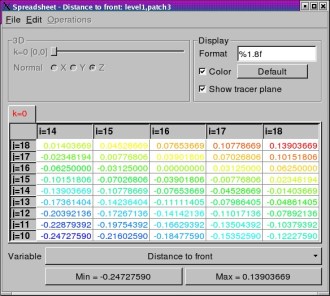 Spreadsheet - Distance to front: level1,patch3
File Edit Operations
3D
k=0 [0,0]
Normal X Y Z
Display
Format %1.8f
Color Default
Show tracer plane
k=0
i=14 i=15 i=16 i=17 i=18
j=18 0.01403669 0.04528669 0.07653669 0.10778669 0.13903669
j=17 -0.02348194 0.00776806 0.03901806 0.07026806 0.10151806
j=16 -0.06250000 -0.03125000 0.00000000 0.03125000 0.06250000
j=15 -0.10151806 -0.07026806 -0.03901806 -0.00776806 0.02348194
j=14 -0.13903669 -0.10778669 -0.07653669 -0.04528669 -0.01403669
j=13 -0.17361404 -0.14236404 -0.11111405 -0.07986405 -0.04861405
j=12 -0.20392136 -0.17267136 -0.14142136 -0.11017136 -0.07892136
j=11 -0.22879392 -0.19754392 -0.16629392 -0.13504392 -0.10379392
j=10 -0.24727590 -0.21602590 -0.18477590 -0.15352590 -0.12227590
Variable Distance to front
Min = -0.24727590 Max = 0.13903669